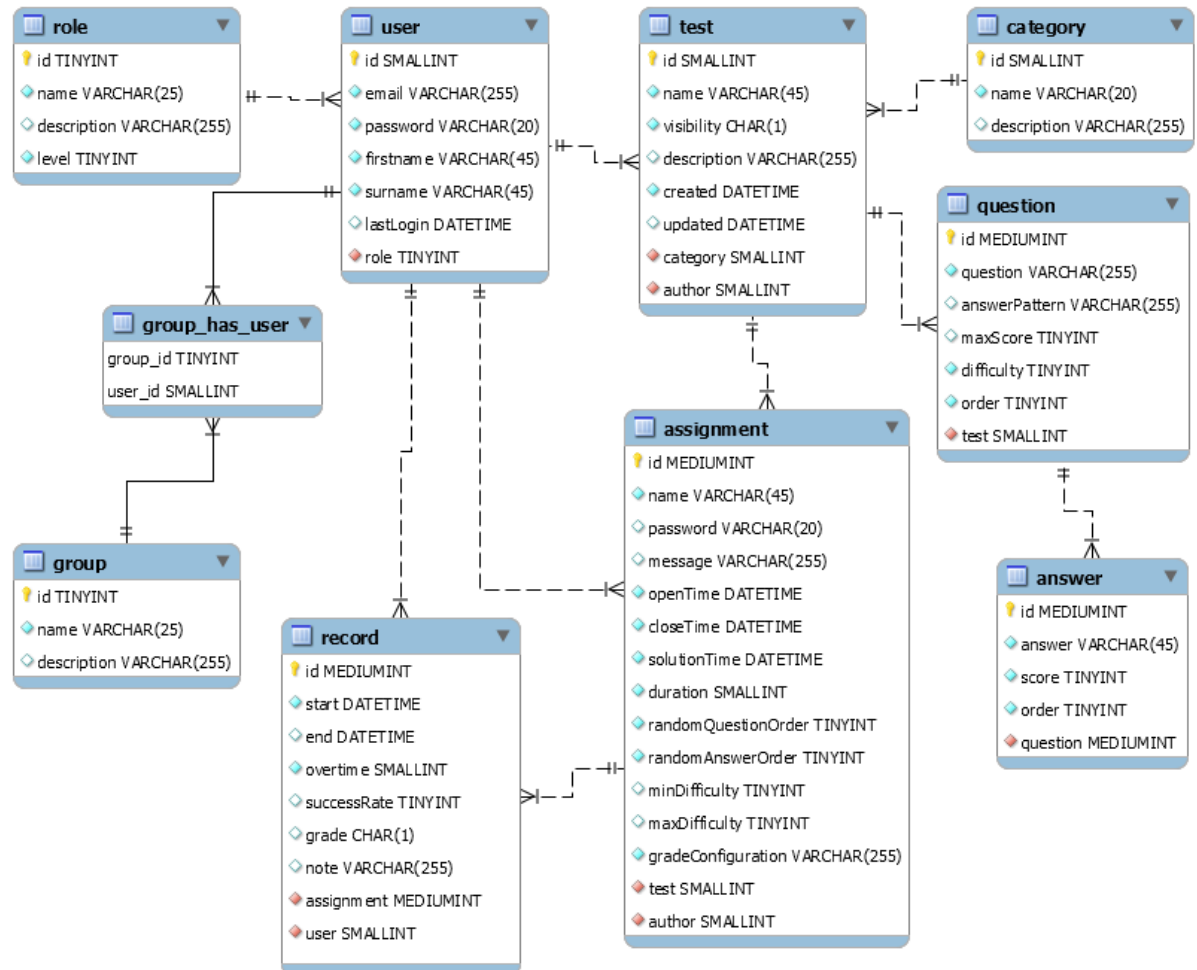 role
id TINYINT
name VARCHAR(25)
description VARCHAR(255)
level TINYINT
user
id SMALLINT
email VARCHAR(255)
password VARCHAR(20)
firstname VARCHAR(45)
surname VARCHAR(45)
lastLogin DATETIME
role TINYINT
test
id SMALLINT
name VARCHAR(45)
visibility CHAR(1)
description VARCHAR(255)
created DATETIME
updated DATETIME
category SMALLINT
author SMALLINT
category
id SMALLINT
name VARCHAR(20)
description VARCHAR(255)
question
id MEDIUMINT
question VARCHAR(255)
answerPattern VARCHAR(255)
maxScore TINYINT
difficulty TINYINT
order TINYINT
test SMALLINT
group_has_user
group_id TINYINT
user_id SMALLINT
assignment
id MEDIUMINT
name VARCHAR(45)
password VARCHAR(20)
message VARCHAR(255)
openTime DATETIME
closeTime DATETIME
solutionTime DATETIME
duration SMALLINT
randomQuestionOrder TINYINT
randomAnswerOrder TINYINT
minDifficulty TINYINT
maxDifficulty TINYINT
gradeConfiguration VARCHAR(255)
test SMALLINT
author SMALLINT
group
id TINYINT
name VARCHAR(25)
description VARCHAR(255)
record
id MEDIUMINT
start DATETIME
end DATETIME
overtime SMALLINT
successRate TINYINT
grade CHAR(1)
note VARCHAR(255)
assignment MEDIUMINT
user SMALLINT
answer
id MEDIUMINT
answer VARCHAR(45)
score TINYINT
order TINYINT
question MEDIUMINT